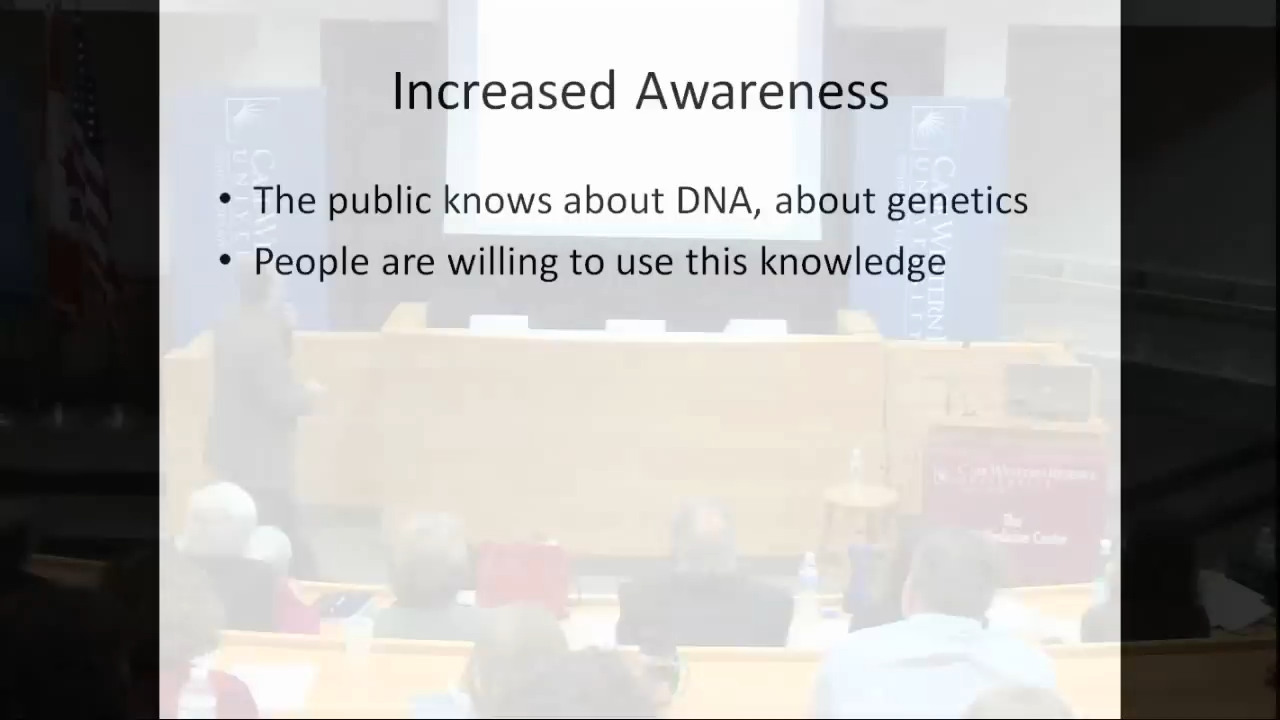 Increased Awareness
• The public knows about DNA, about genetics
• People are willing to use this knowledge